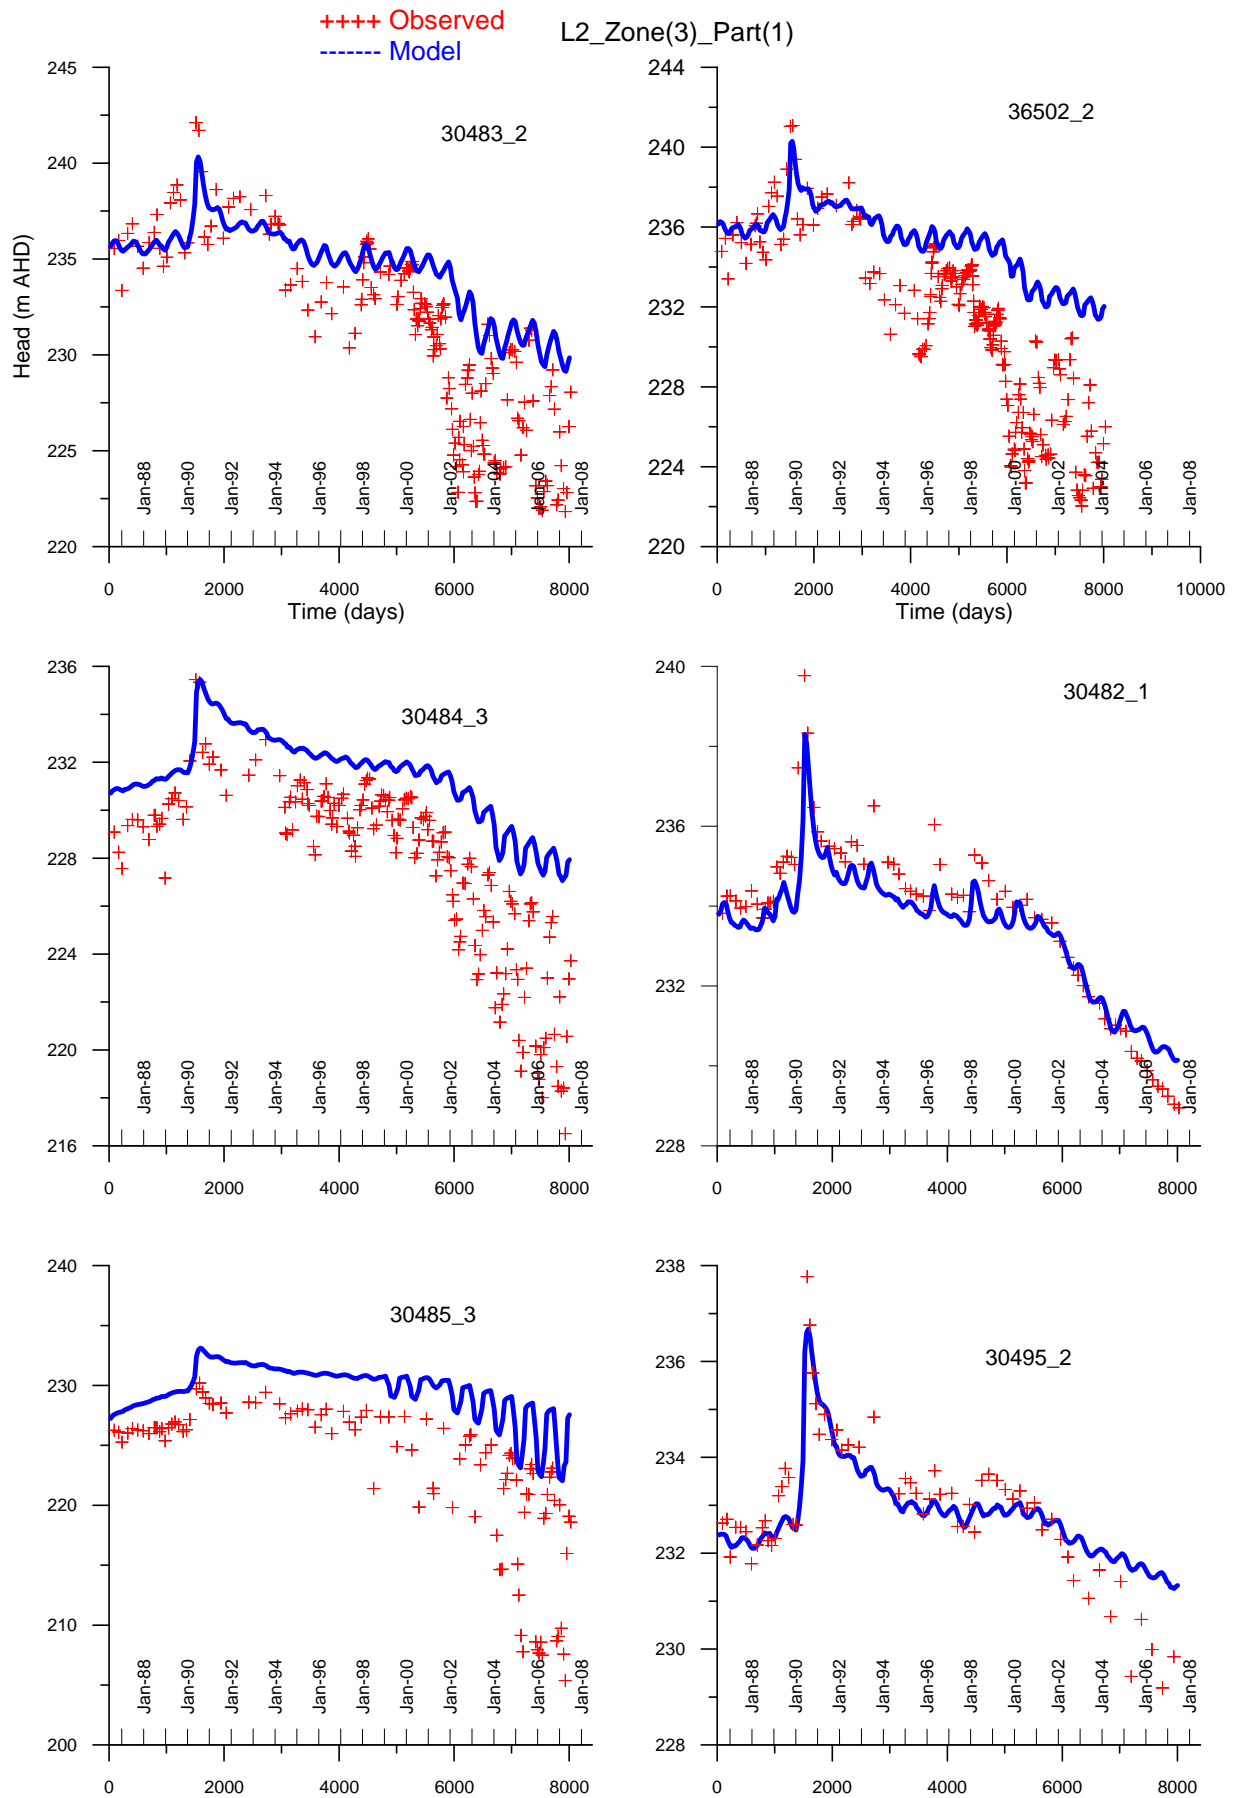 ++++ Observed
------- Model
L2_Zone(3)_Part(1)
Head (m AHD)
245
240
235
230
225
220
30483_2
Jan-88
Jan-90
Jan-92
Jan-94
Jan-96
Jan-98
Jan-00
Jan-02
Jan-04
Jan-06
Jan-08
0 2000 4000 6000 8000
Time (days)
244
240
236
232
228
224
220
36502_2
Jan-88
Jan-90
Jan-92
Jan-94
Jan-96
Jan-98
Jan-00
Jan-02
Jan-04
Jan-06
Jan-08
0 2000 4000 6000 8000 10000
Time (days)
236
232
228
224
220
216
30484_3
Jan-88
Jan-90
Jan-92
Jan-94
Jan-96
Jan-98
Jan-00
Jan-02
Jan-04
Jan-06
Jan-08
0 2000 4000 6000 8000
240
236
232
228
30482_1
Jan-88
Jan-90
Jan-92
Jan-94
Jan-96
Jan-98
Jan-00
Jan-02
Jan-04
Jan-06
Jan-08
0 2000 4000 6000 8000
240
230
220
210
200
30485_3
Jan-88
Jan-90
Jan-92
Jan-94
Jan-96
Jan-98
Jan-00
Jan-02
Jan-04
Jan-06
Jan-08
0 2000 4000 6000 8000
238
236
234
232
230
228
30495_2
Jan-88
Jan-90
Jan-92
Jan-94
Jan-96
Jan-98
Jan-00
Jan-02
Jan-04
Jan-06
Jan-08
0 2000 4000 6000 8000